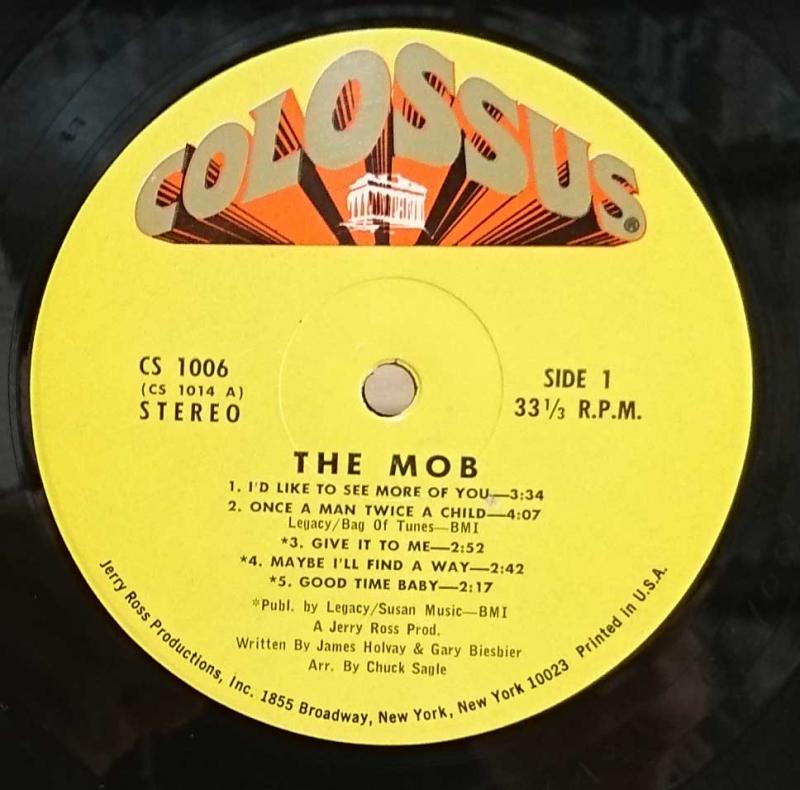 COLOSSUS®
CS 1006
(CS 1014 A)
STEREO
SIDE 1
33 1/3 R.P.M.
THE MOB
1. I'D LIKE TO SEE MORE OF YOU—3:34
2. ONCE A MAN TWICE A CHILD—4:07
Legacy/Bag Of Tunes—BMI
*3. GIVE IT TO ME—2:52
*4. MAYBE I'LL FIND A WAY—2:42
*5. GOOD TIME BABY—2:17
*Publ. by Legacy/Susan Music—BMI
A Jerry Ross Prod.
Written By James Holvay & Gary Biesbier
Arr. By Chuck Sagle
Jerry Ross Productions, Inc. 1855 Broadway, New York, New York 10023 Printed in U.S.A.